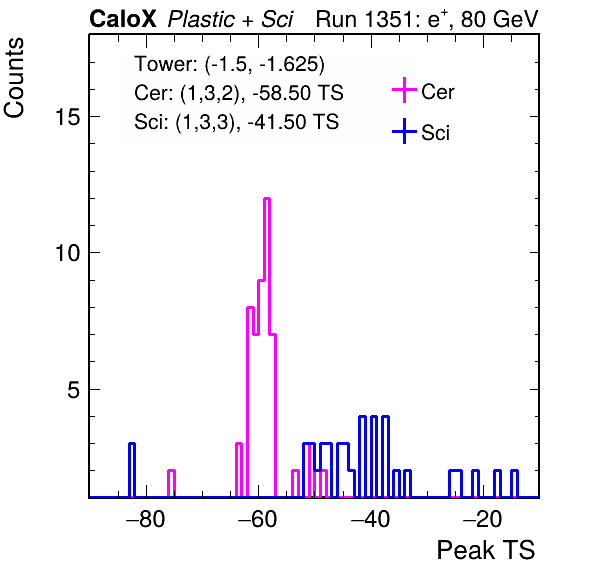 CaloX Plastic + Sci Run 1351: e⁺, 80 GeV
Tower: (-1.5, -1.625)
Cer: (1,3,2), -58.50 TS
Sci: (1,3,3), -41.50 TS
Cer
Sci
Counts
15
10
5
−80 −60 −40 −20
Peak TS